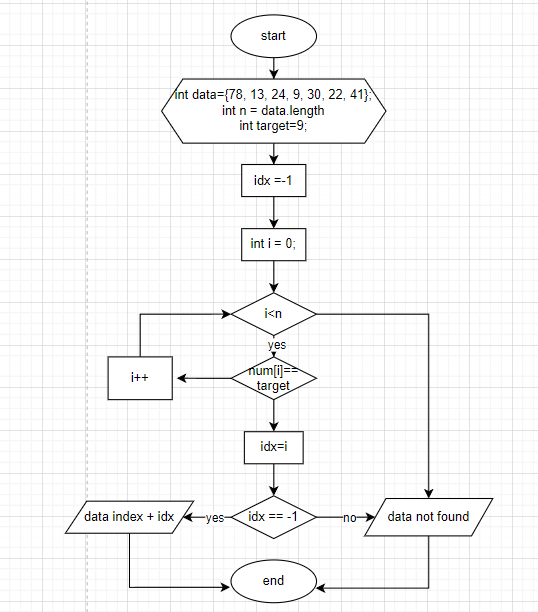 start
int data={78, 13, 24, 9, 30, 22, 41};
int n = data.length
int target=9;
idx =-1
int i = 0;
i<n
yes
i++
num[i]==
target
idx=i
data index + idx
yes
idx == -1
no
data not found
end